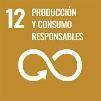 12 PRODUCCIÓN
Y CONSUMO
RESPONSABLES